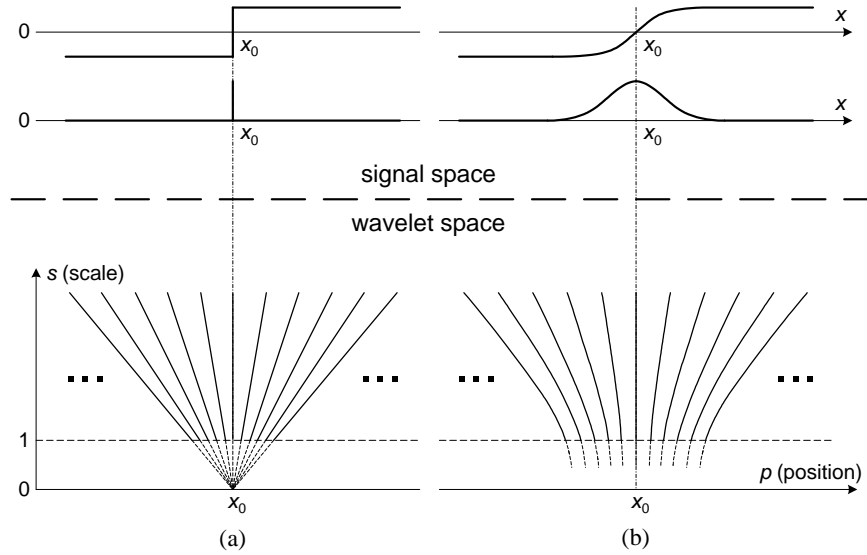 0
x₀
x₀
x
0
x₀
x₀
x
signal space
wavelet space
s (scale)
...
...
...
...
1
0
x₀
x₀
p (position)
(a)
(b)